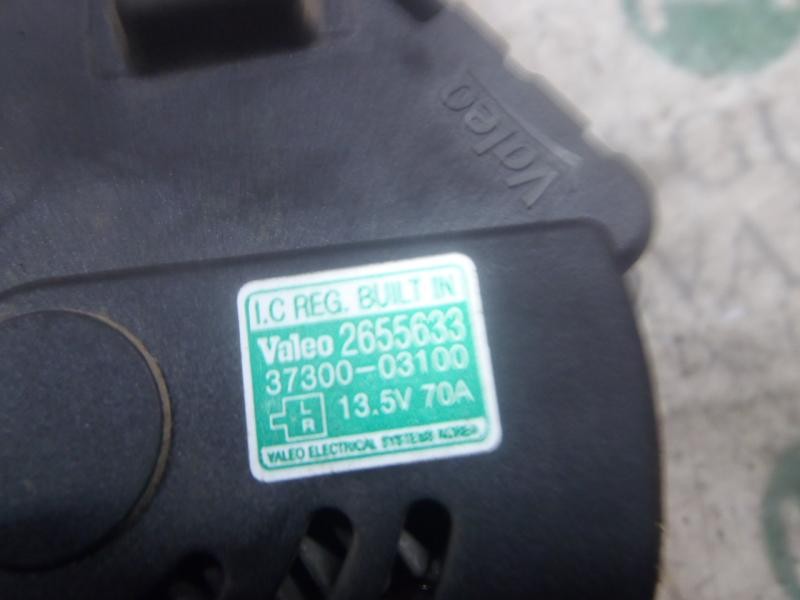 Valeo
I.C REG. BUILT IN
Valeo 2655633
37300-03100
L
R
13.5V 70A
VALEO ELECTRICAL SYSTEMS KOREA